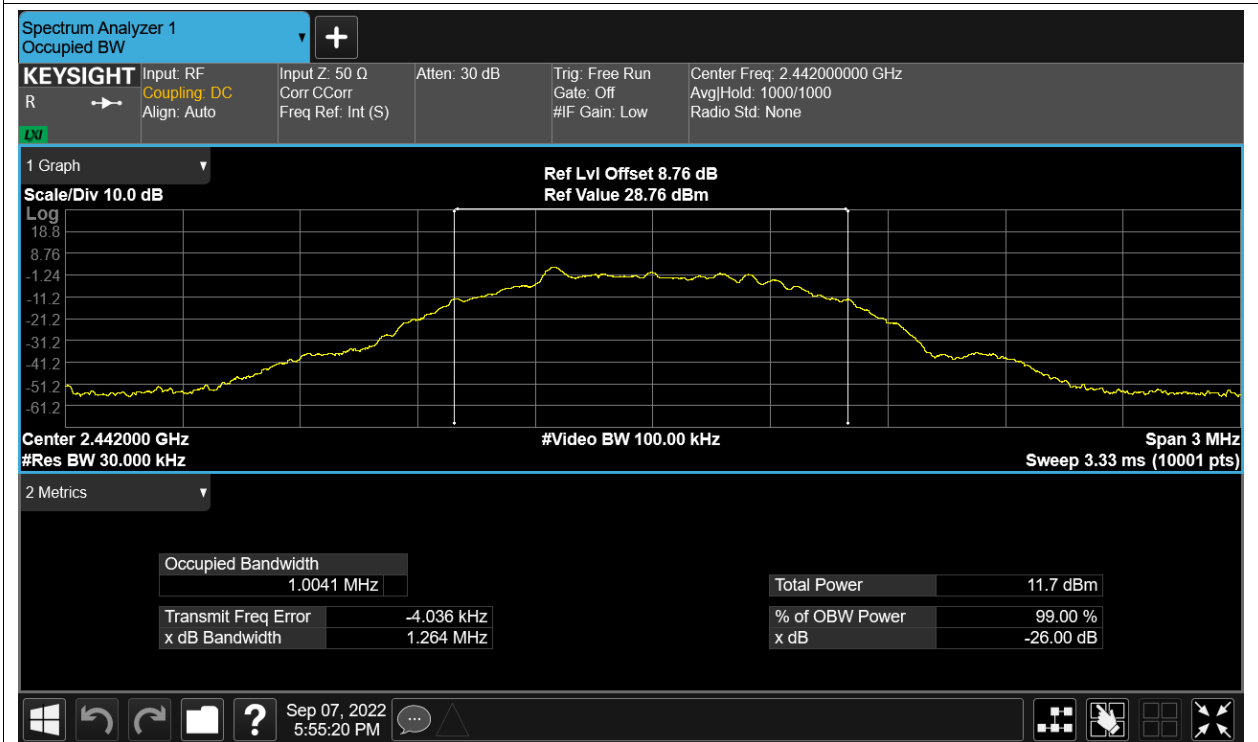 Spectrum Analyzer 1
Occupied BW
KEYSIGHT
R
LXI
Input: RF
Coupling: DC
Align: Auto
Input Z: 50 Ω
Corr CCorr
Freq Ref: Int (S)
Atten: 30 dB
Trig: Free Run
Gate: Off
#IF Gain: Low
Center Freq: 2.442000000 GHz
Avg|Hold: 1000/1000
Radio Std: None
1 Graph
Scale/Div 10.0 dB
Ref Lvl Offset 8.76 dB
Ref Value 28.76 dBm
Log
18.8
8.76
-1.24
-11.2
-21.2
-31.2
-41.2
-51.2
-61.2
Center 2.442000 GHz
#Res BW 30.000 kHz
#Video BW 100.00 kHz
Span 3 MHz
Sweep 3.33 ms (10001 pts)
2 Metrics
Occupied Bandwidth
1.0041 MHz
Transmit Freq Error -4.036 kHz
x dB Bandwidth 1.264 MHz
Total Power 11.7 dBm
% of OBW Power 99.00 %
x dB -26.00 dB
?
Sep 07, 2022
5:55:20 PM